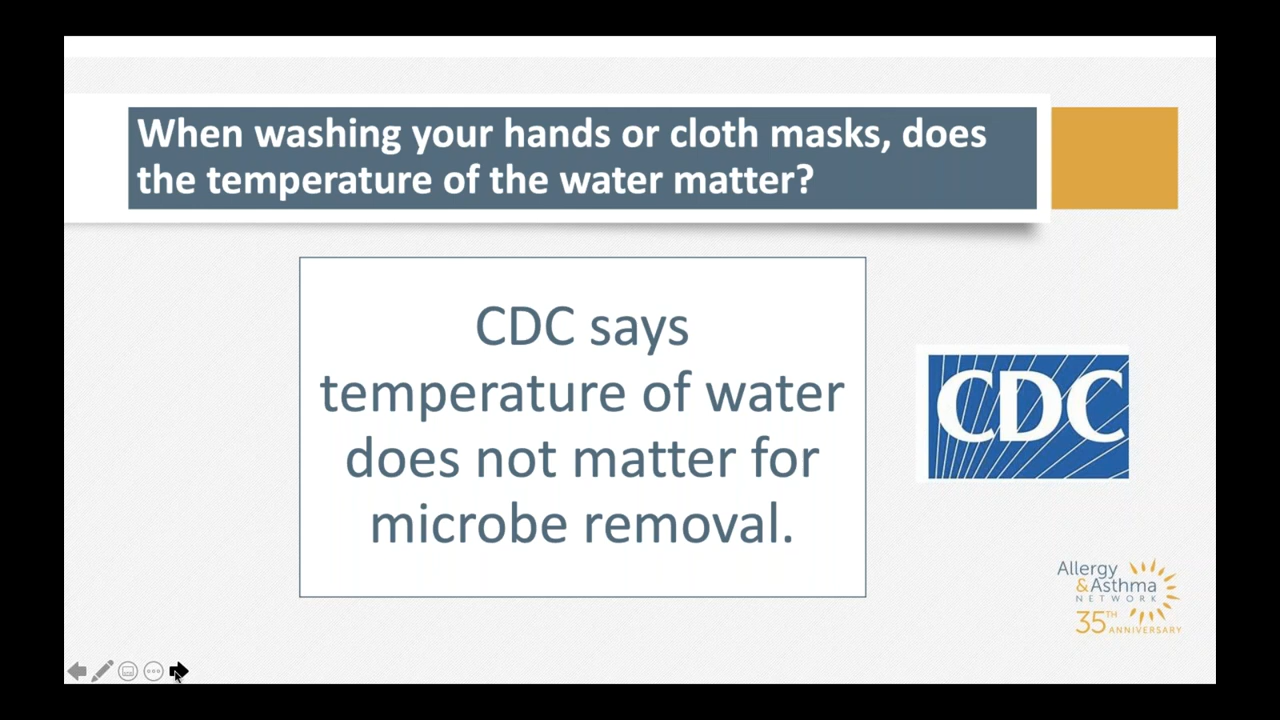 When washing your hands or cloth masks, does
the temperature of the water matter?
CDC says
temperature of water
does not matter for
microbe removal.
CDC
Allergy
&Asthma
NETWORK
35TH ANNIVERSARY